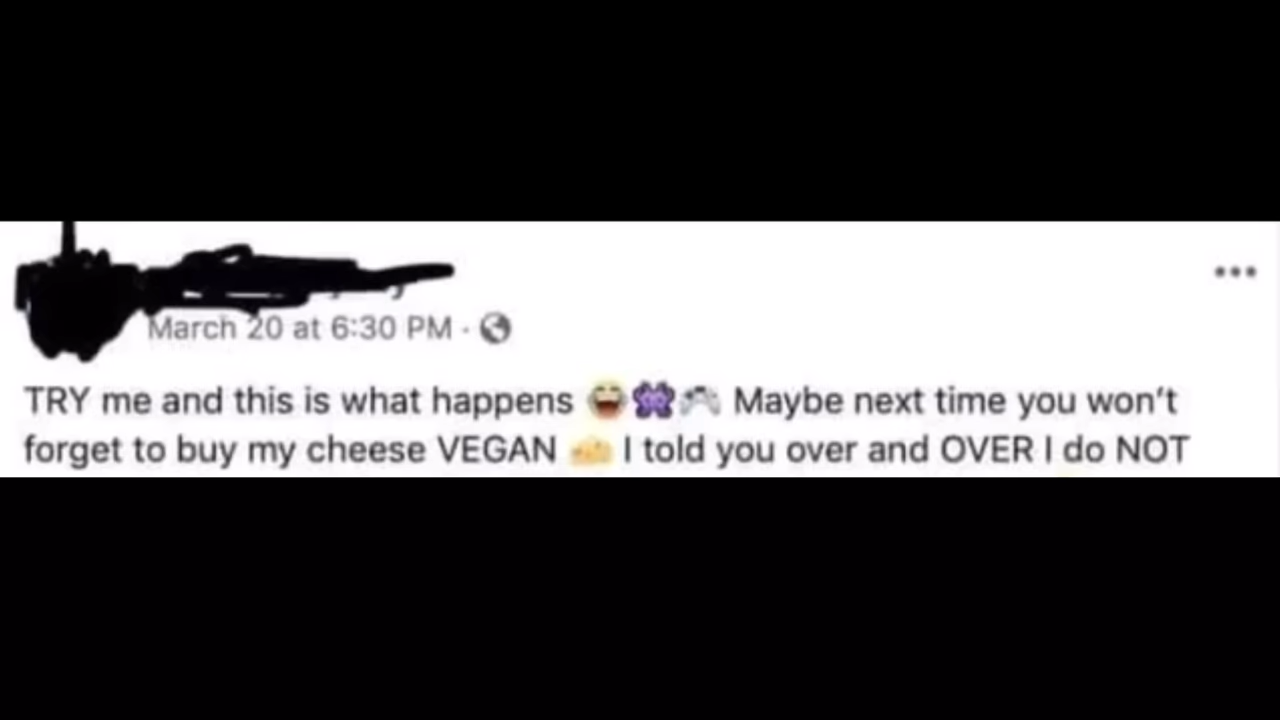 March 20 at 6:30 PM ·
TRY me and this is what happens 😂👾🎮 Maybe next time you won't
forget to buy my cheese VEGAN 🧀 I told you over and OVER I do NOT